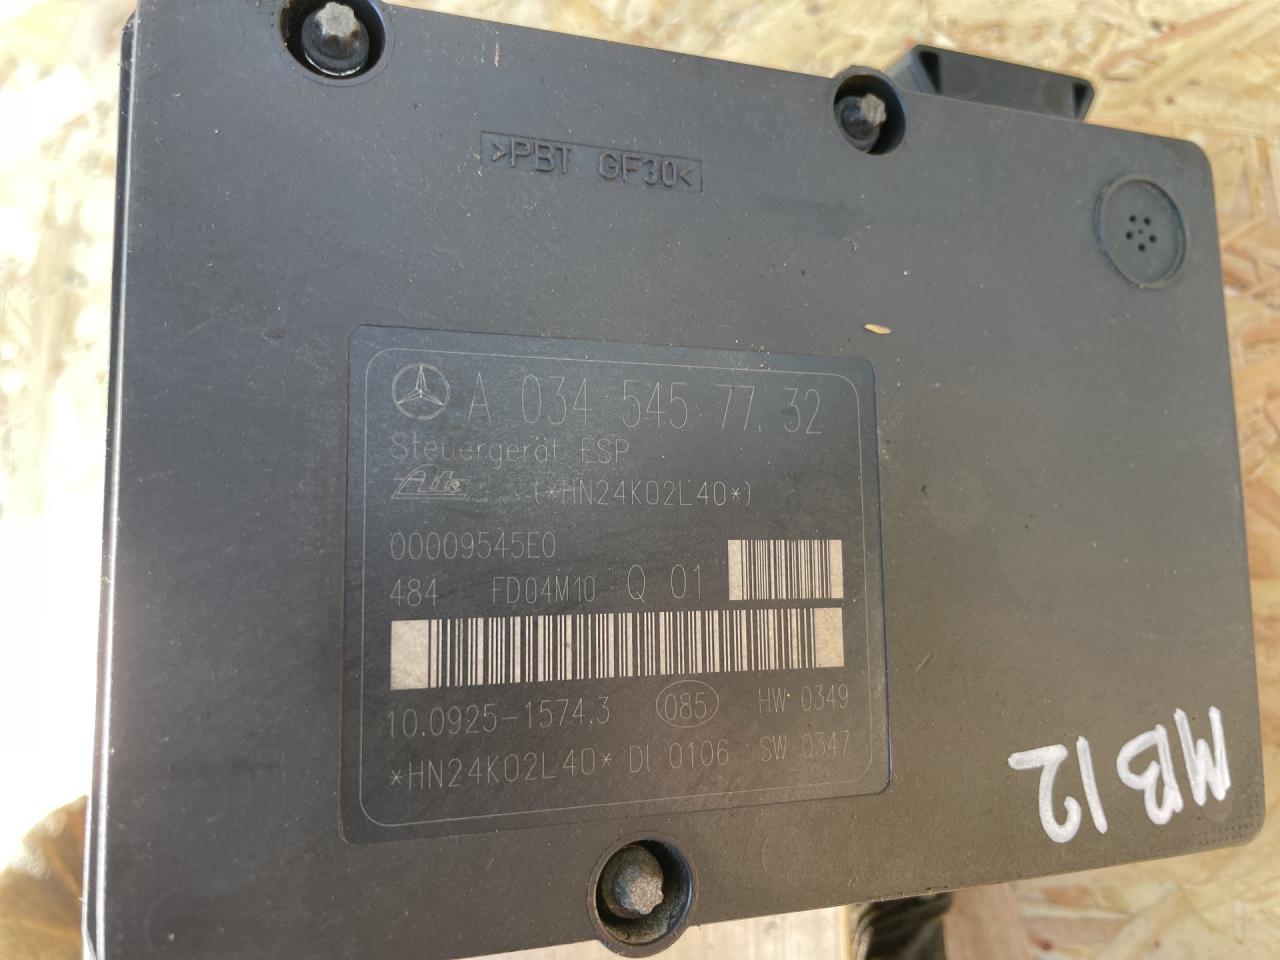 >PBT GF30<
A 034 545 77.32
Steuergerät ESP
Ate (*HN24K02L40*)
00009545E0
484 FD04M10 Q 01
10.0925-1574.3 085 HW 0349
*HN24K02L40* DI 0106 SW 0347
MB12